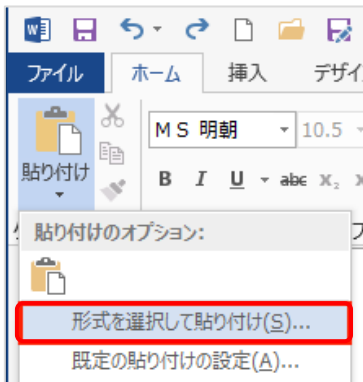 ファイル ホーム 挿入 デザイ
MS 明朝 10.5
貼り付け
B I U abc X₂
貼り付けのオプション:
形式を選択して貼り付け(S)...
既定の貼り付けの設定(A)...